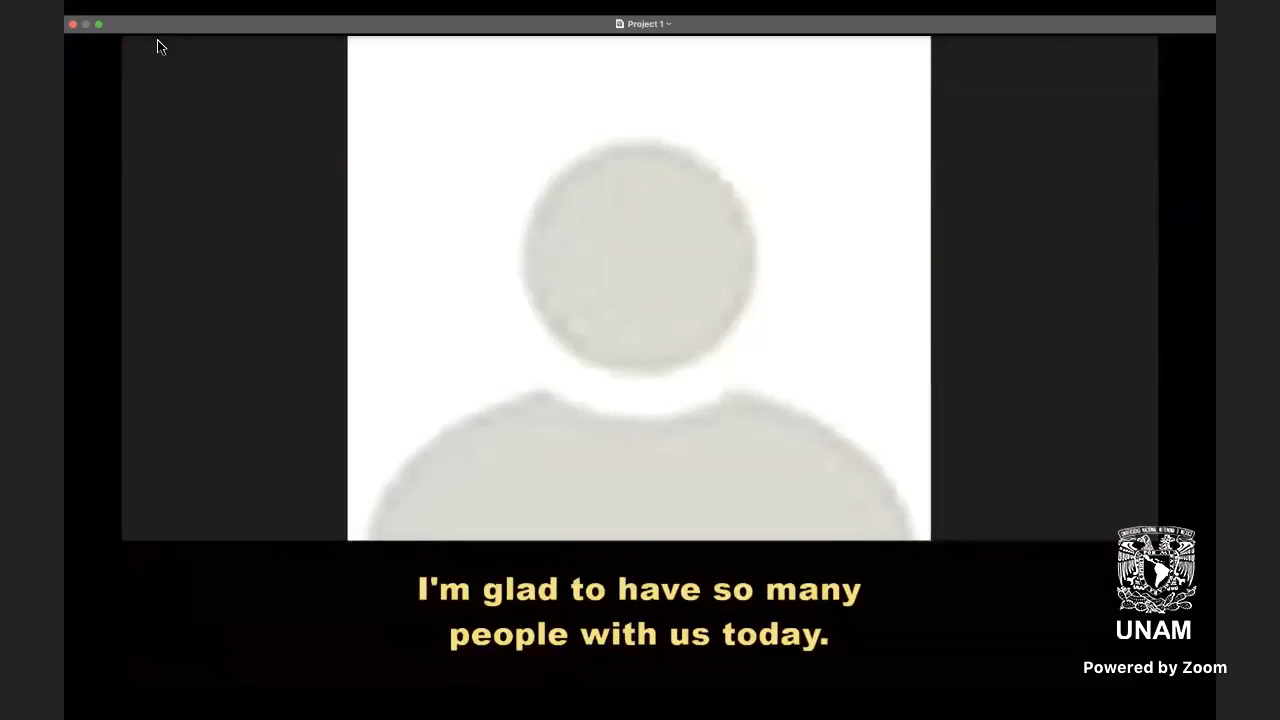 Project 1
I'm glad to have so many
people with us today.
UNAM
Powered by Zoom